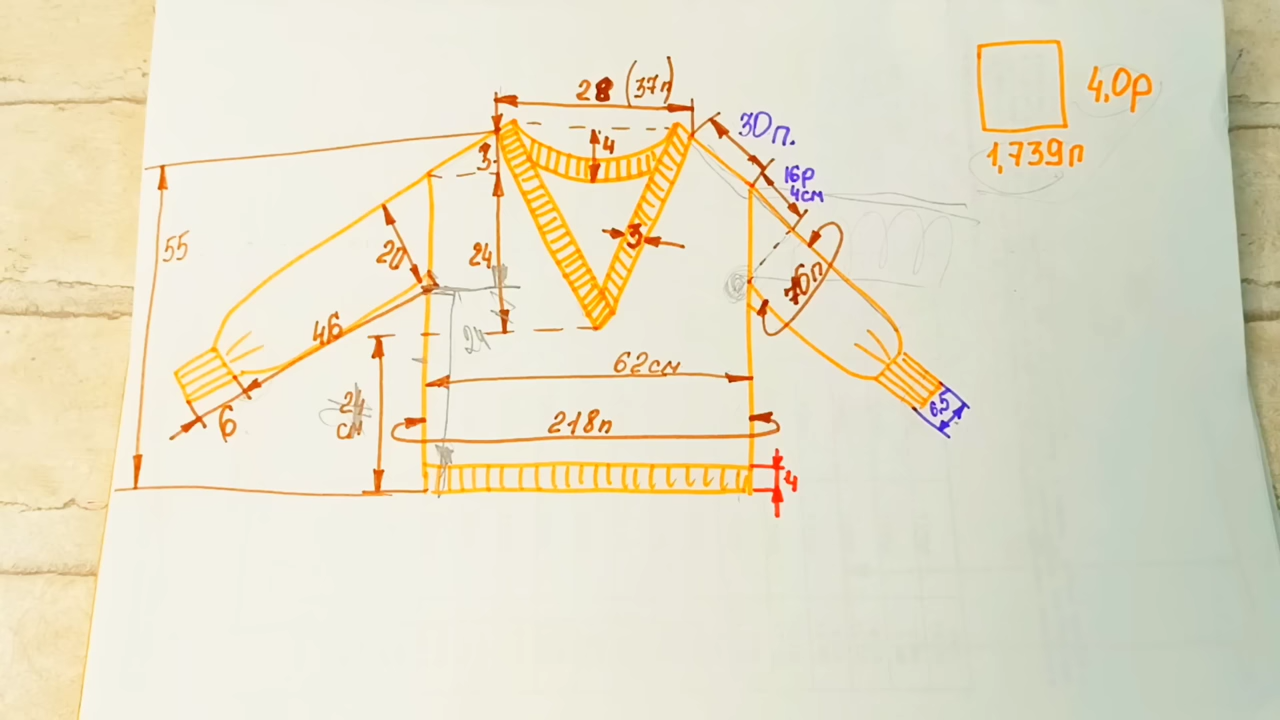 28 (37п)
4,0р
1,739п
30п.
16р
4см
3
4
55
20
24
3
76п
46
24
62см
24
см
6
218п
6,5
4